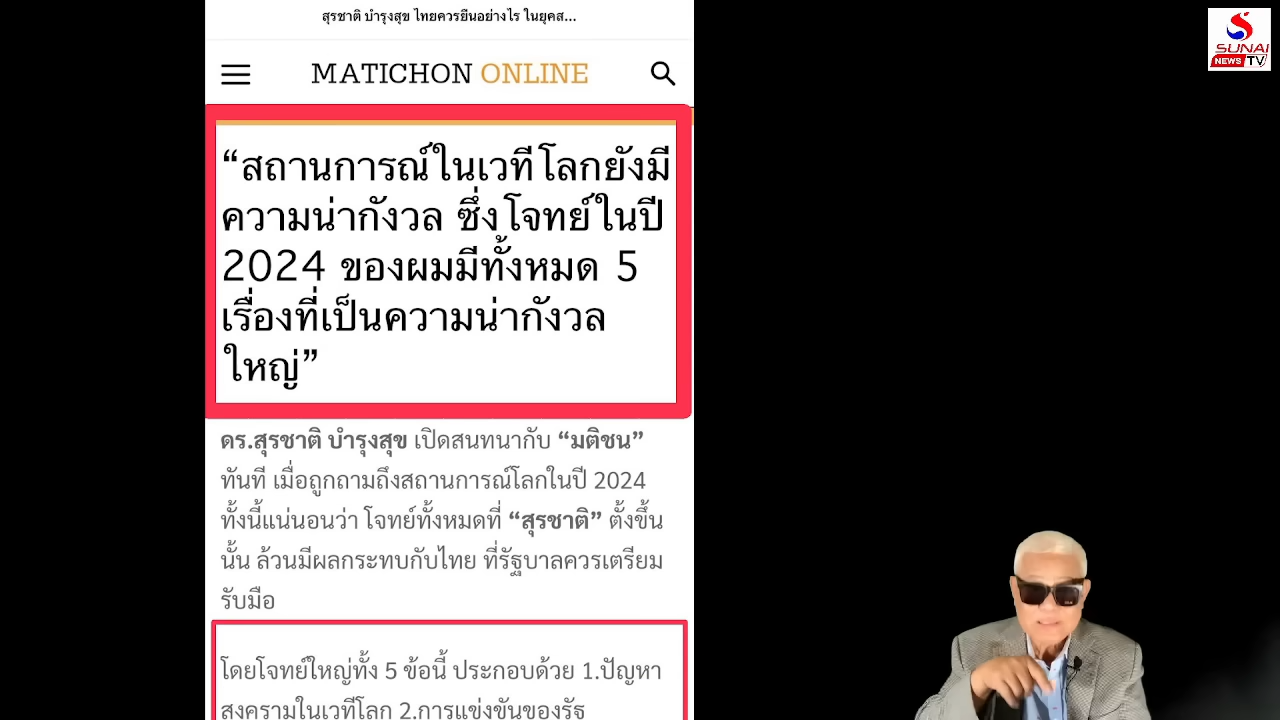 สุรชาติ บำรุงสุข ไทยควรยืนอย่างไร ในยุคส...
MATICHON ONLINE
SUNAI
NEWS TV
“สถานการณ์ในเวทีโลกยังมี
ความน่ากังวล ซึ่งโจทย์ในปี
2024 ของผมมีทั้งหมด 5
เรื่องที่เป็นความน่ากังวล
ใหญ่”
ดร.สุรชาติ บำรุงสุข เปิดสนทนากับ “มติชน”
ทันที เมื่อถูกถามถึงสถานการณ์โลกในปี 2024
ทั้งนี้แน่นอนว่า โจทย์ทั้งหมดที่ “สุรชาติ” ตั้งขึ้น
นั้น ล้วนมีผลกระทบกับไทย ที่รัฐบาลควรเตรียม
รับมือ
โดยโจทย์ใหญ่ทั้ง 5 ข้อนี้ ประกอบด้วย 1.ปัญหา
สงครามในเวทีโลก 2.การแข่งขันของรัฐ